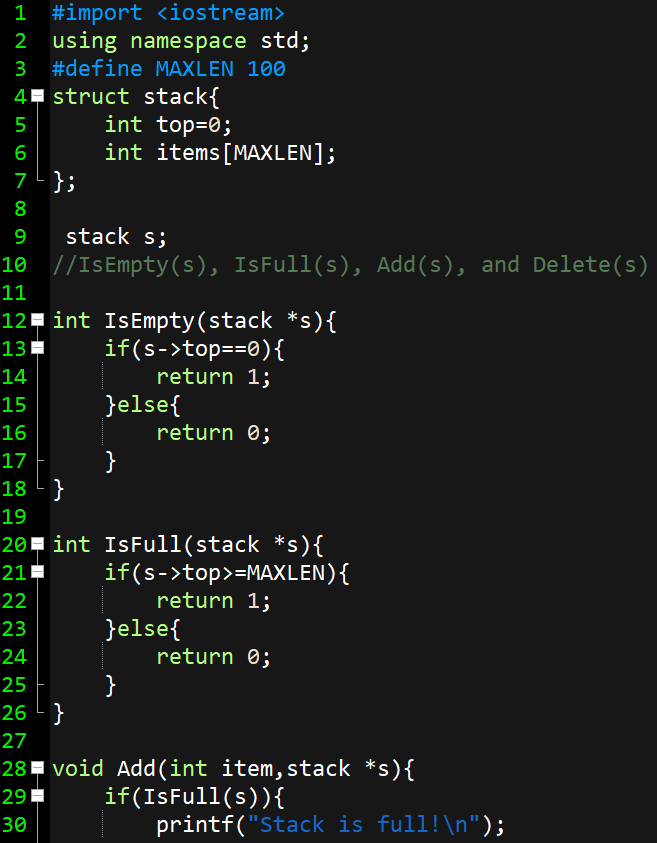 1 #import <iostream>
2 using namespace std;
3 #define MAXLEN 100
4 struct stack{
5     int top=0;
6     int items[MAXLEN];
7 };
8
9  stack s;
10 //IsEmpty(s), IsFull(s), Add(s), and Delete(s)
11
12 int IsEmpty(stack *s){
13     if(s->top==0){
14         return 1;
15     }else{
16         return 0;
17     }
18 }
19
20 int IsFull(stack *s){
21     if(s->top>=MAXLEN){
22         return 1;
23     }else{
24         return 0;
25     }
26 }
27
28 void Add(int item,stack *s){
29     if(IsFull(s)){
30         printf("Stack is full!\n");